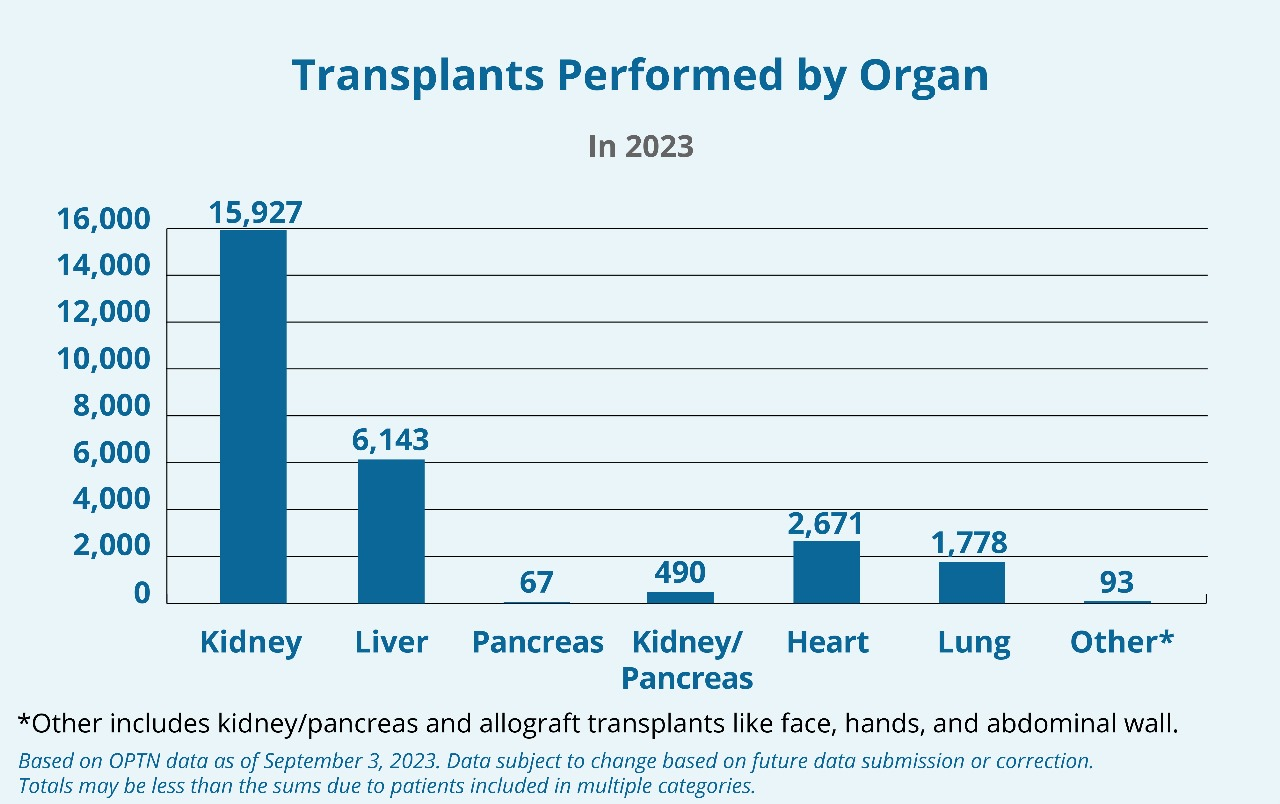 Transplants Performed by Organ
In 2023
16,000
14,000
12,000
10,000
8,000
6,000
4,000
2,000
0
15,927
6,143
67
490
2,671
1,778
93
Kidney
Liver
Pancreas
Kidney/
Pancreas
Heart
Lung
Other*
*Other includes kidney/pancreas and allograft transplants like face, hands, and abdominal wall.
Based on OPTN data as of September 3, 2023. Data subject to change based on future data submission or correction.
Totals may be less than the sums due to patients included in multiple categories.